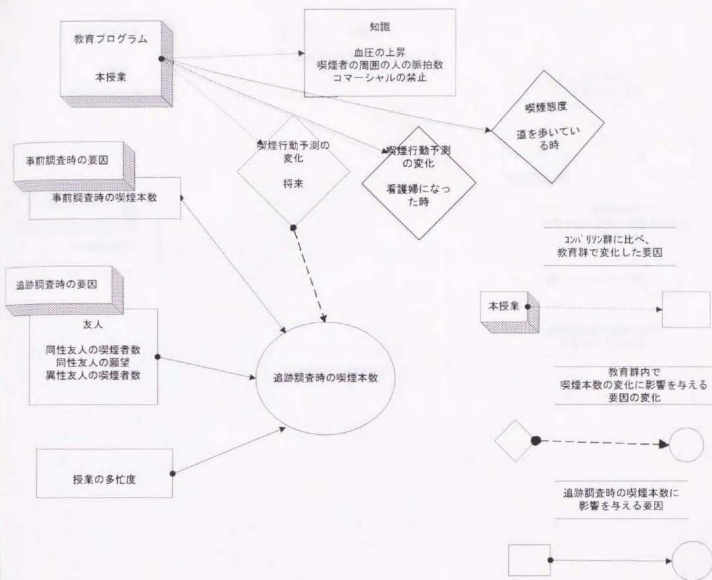 教育プログラム
本授業
知識
血圧の上昇
喫煙者の周囲の人の脈拍数
コマーシャルの禁止
喫煙態度
道を歩いてい
る時
喫煙行動予測の
変化
将来
喫煙行動予測
の変化
看護婦になっ
た時
事前調査時の要因
事前調査時の喫煙本数
追跡調査時の要因
友人
同性友人の喫煙者数
同性友人の願望
異性友人の喫煙者数
追跡調査時の喫煙本数
授業の多忙度
コンパリソン群に比べ、
教育群で変化した要因
本授業
教育群内で
喫煙本数の変化に影響を与える
要因の変化
追跡調査時の喫煙本数に
影響を与える要因